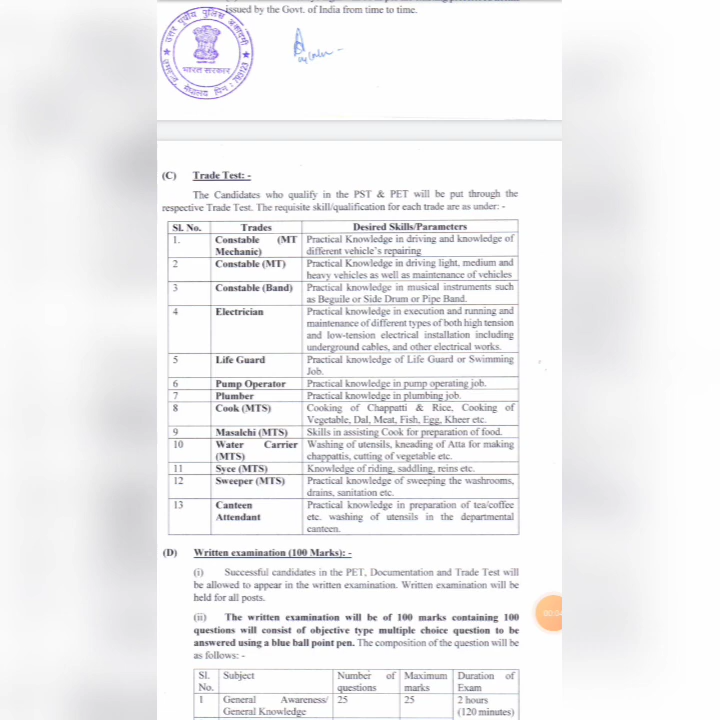 issued by the Govt. of India from time to time.
उत्तर पूर्वीय पुलिस अकादमी
भारत सरकार
मेघालय पिन : 793123
(C) Trade Test: -
The Candidates who qualify in the PST & PET will be put through the
respective Trade Test. The requisite skill/qualification for each trade are as under: -
Sl. No. Trades Desired Skills/Parameters
1. Constable (MT Practical Knowledge in driving and knowledge of
Mechanic) different vehicle's repairing
2 Constable (MT) Practical Knowledge in driving light, medium and
heavy vehicles as well as maintenance of vehicles
3 Constable (Band) Practical knowledge in musical instruments such
as Beguile or Side Drum or Pipe Band.
4 Electrician Practical knowledge in execution and running and
maintenance of different types of both high tension
and low-tension electrical installation including
underground cables, and other electrical works.
5 Life Guard Practical knowledge of Life Guard or Swimming
Job.
6 Pump Operator Practical knowledge in pump operating job.
7 Plumber Practical knowledge in plumbing job.
8 Cook (MTS) Cooking of Chappatti & Rice, Cooking of
Vegetable, Dal, Meat, Fish, Egg, Kheer etc.
9 Masalchi (MTS) Skills in assisting Cook for preparation of food.
10 Water Carrier Washing of utensils, kneading of Atta for making
(MTS) chappattis, cutting of vegetable etc.
11 Syce (MTS) Knowledge of riding, saddling, reins etc.
12 Sweeper (MTS) Practical knowledge of sweeping the washrooms,
drains, sanitation etc.
13 Canteen Practical knowledge in preparation of tea/coffee
Attendant etc. washing of utensils in the departmental
canteen.
(D) Written examination (100 Marks): -
(i) Successful candidates in the PET, Documentation and Trade Test will
be allowed to appear in the written examination. Written examination will be
held for all posts.
(ii) The written examination will be of 100 marks containing 100
questions will consist of objective type multiple choice question to be
answered using a blue ball point pen. The composition of the question will be
as follows: -
Sl. Subject Number of Maximum Duration of
No. questions marks Exam
1 General Awareness/ 25 25 2 hours
General Knowledge (120 minutes)